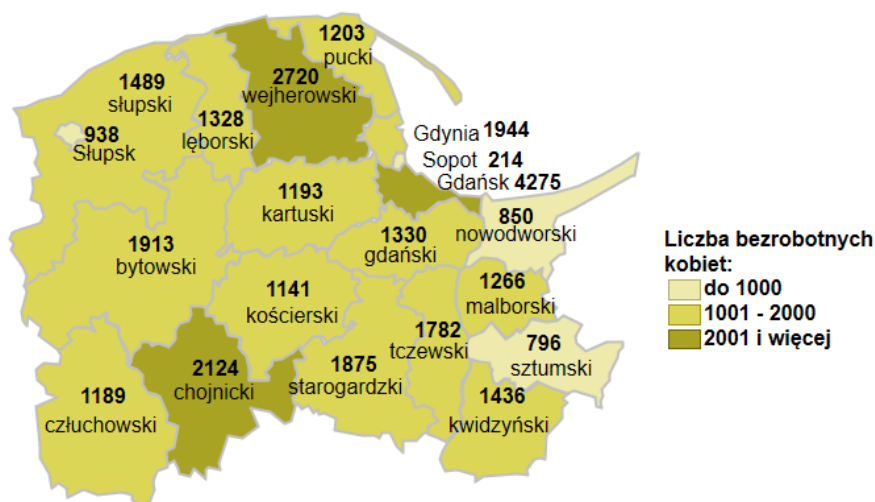 1203
pucki
1489
słupski
2720
wejherowski
1328
lęborski
938
Słupsk
Gdynia 1944
Sopot 214
Gdańsk 4275
1193
kartuski
850
nowodworski
1330
gdański
1913
bytowski
1266
malborski
1141
kościerski
1782
tczewski
796
sztumski
2124
chojnicki
1875
starogardzki
1189
człuchowski
1436
kwidzyński
Liczba bezrobotnych
kobiet:
do 1000
1001 - 2000
2001 i więcej